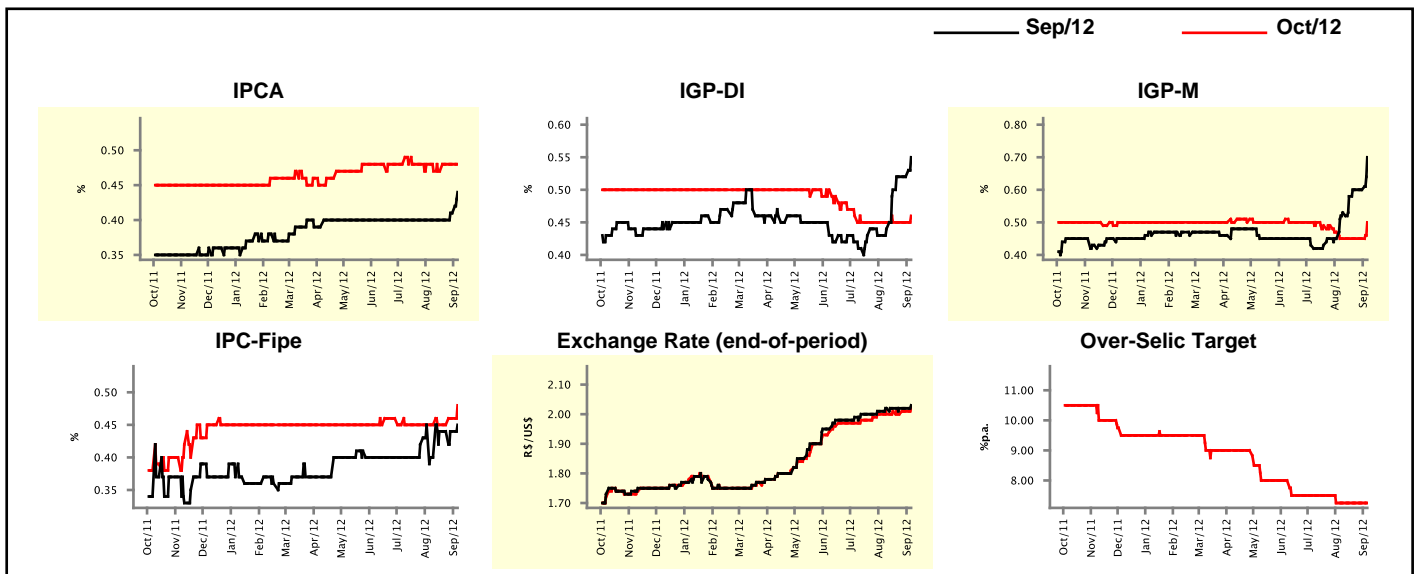 Sep/12 Oct/12
IPCA
%
0.50
0.45
0.40
0.35
Oct/11 Nov/11 Dec/11 Jan/12 Feb/12 Mar/12 Apr/12 May/12 Jun/12 Jul/12 Aug/12 Sep/12
IGP-DI
%
0.60
0.55
0.50
0.45
0.40
Oct/11 Nov/11 Dec/11 Jan/12 Feb/12 Mar/12 Apr/12 May/12 Jun/12 Jul/12 Aug/12 Sep/12
IGP-M
%
0.80
0.70
0.60
0.50
0.40
Oct/11 Nov/11 Dec/11 Jan/12 Feb/12 Mar/12 Apr/12 May/12 Jun/12 Jul/12 Aug/12 Sep/12
IPC-Fipe
%
0.50
0.45
0.40
0.35
Oct/11 Nov/11 Dec/11 Jan/12 Feb/12 Mar/12 Apr/12 May/12 Jun/12 Jul/12 Aug/12 Sep/12
Exchange Rate (end-of-period)
R$/US$
2.10
2.00
1.90
1.80
1.70
Oct/11 Nov/11 Dec/11 Jan/12 Feb/12 Mar/12 Apr/12 May/12 Jun/12 Jul/12 Aug/12 Sep/12
Over-Selic Target
%p.a.
11.00
10.00
9.00
8.00
Oct/11 Nov/11 Dec/11 Jan/12 Feb/12 Mar/12 Apr/12 May/12 Jun/12 Jul/12 Aug/12 Sep/12